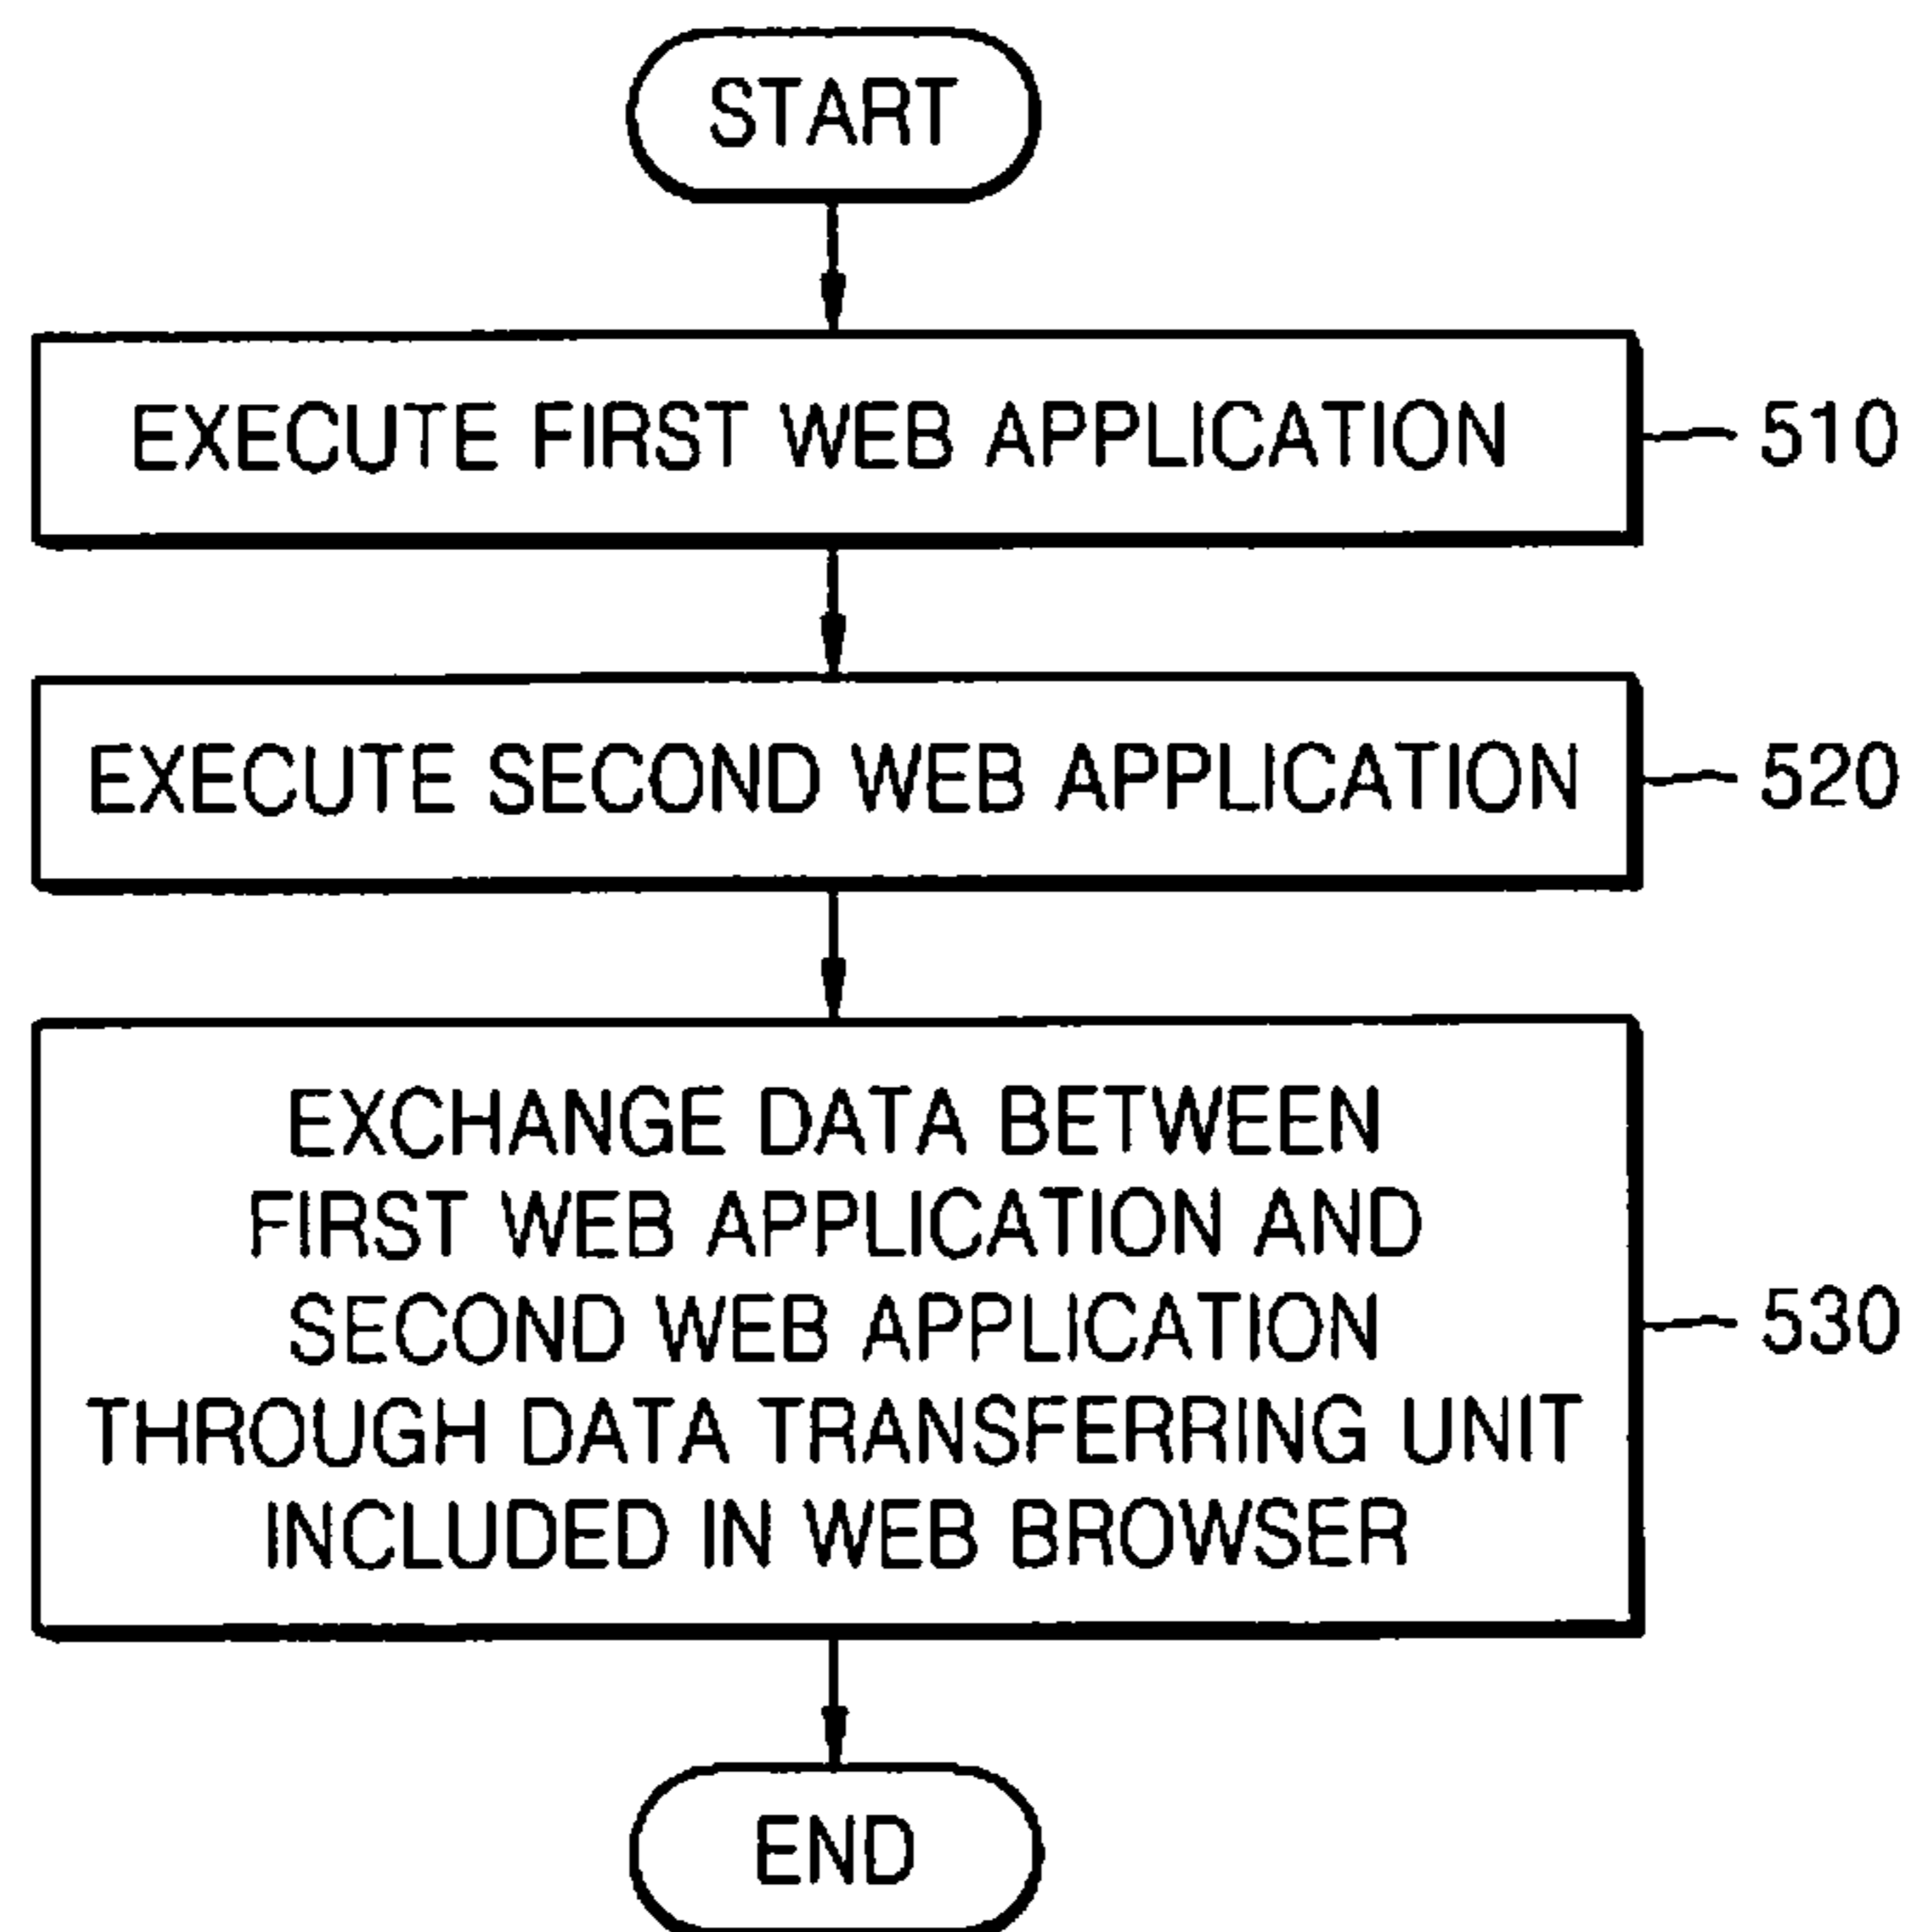 START
EXECUTE FIRST WEB APPLICATION
510
EXECUTE SECOND WEB APPLICATION
520
EXCHANGE DATA BETWEEN
FIRST WEB APPLICATION AND
SECOND WEB APPLICATION
THROUGH DATA TRANSFERRING UNIT
INCLUDED IN WEB BROWSER
530
END